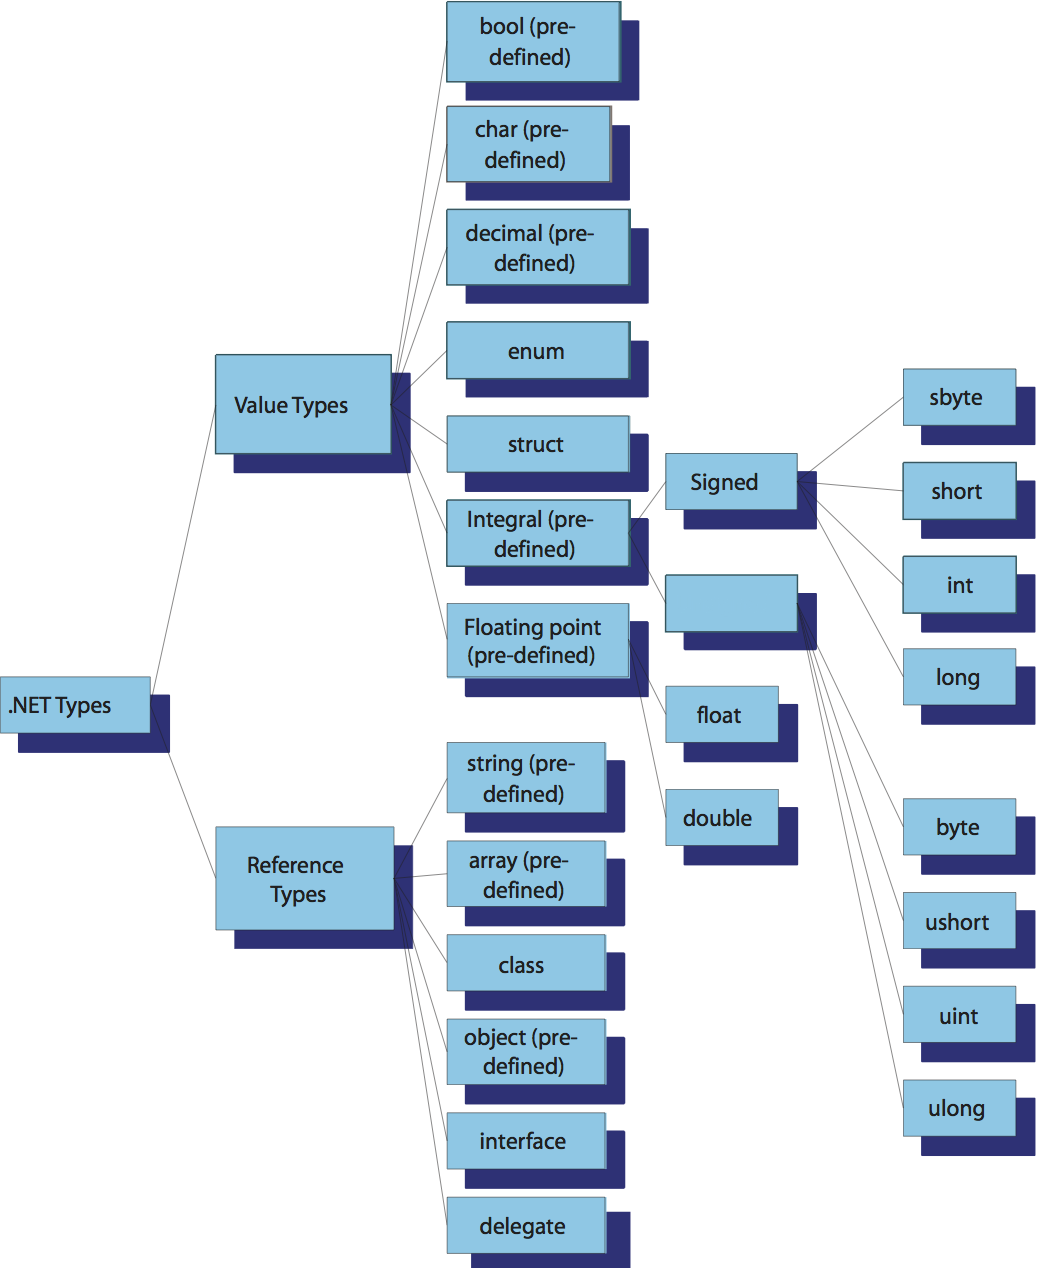 bool (pre-
defined)
char (pre-
defined)
decimal (pre-
defined)
enum
Value Types
sbyte
struct
Signed
short
Integral (pre-
defined)
int
Floating point
(pre-defined)
long
.NET Types
float
string (pre-
defined)
double
byte
Reference
Types
array (pre-
defined)
ushort
class
uint
object (pre-
defined)
ulong
interface
delegate